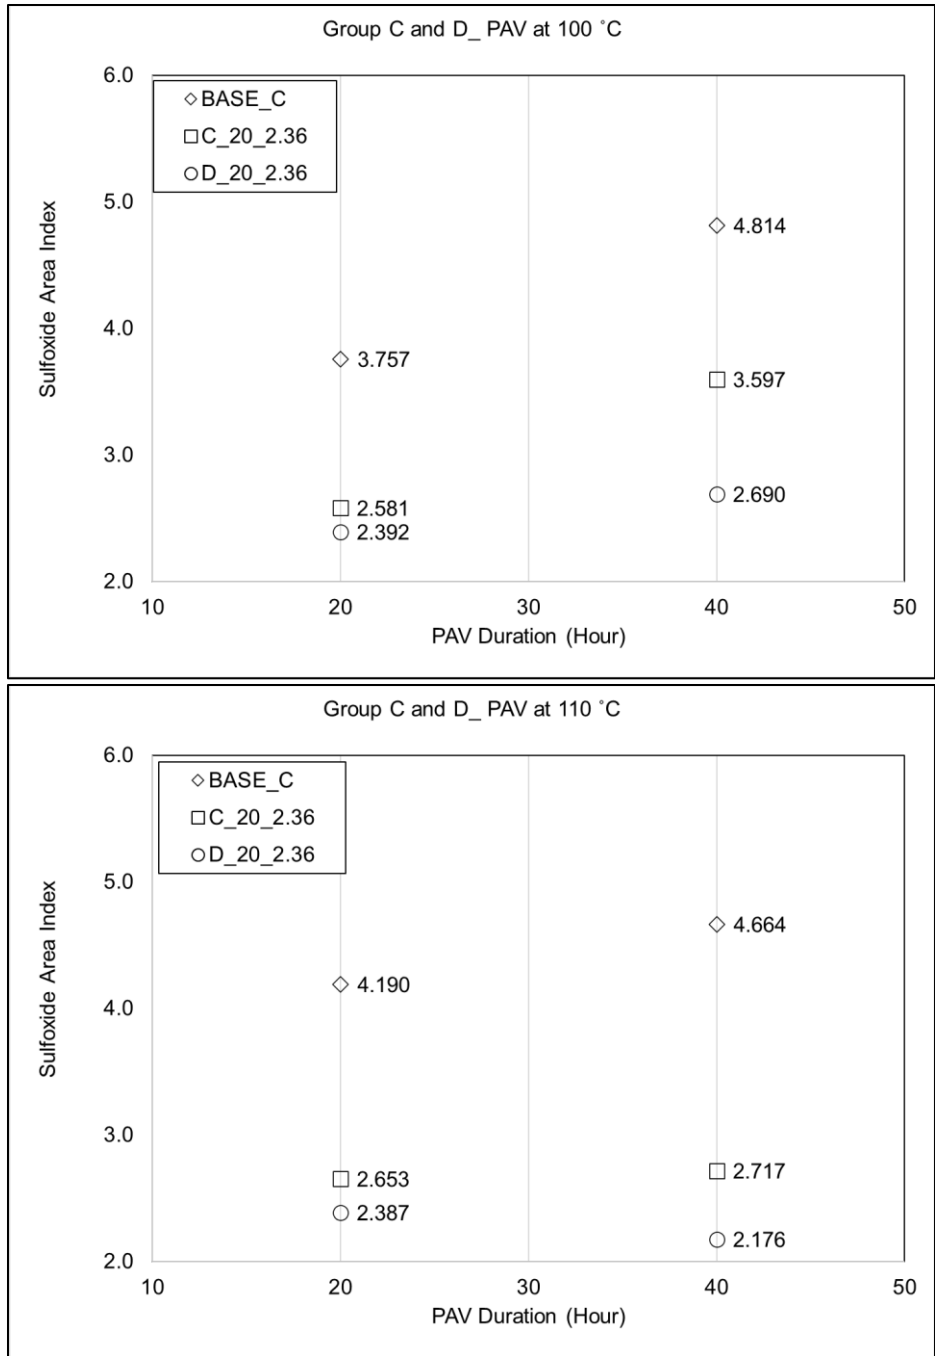 Group C and D_ PAV at 100 ˚C
6.0
BASE_C
C_20_2.36
D_20_2.36
5.0
4.814
4.0
3.757
3.597
3.0
2.690
2.581
2.392
2.0
10 20 30 40 50
PAV Duration (Hour)
Sulfoxide Area Index
Group C and D_ PAV at 110 ˚C
6.0
BASE_C
C_20_2.36
D_20_2.36
5.0
4.664
4.190
4.0
3.0
2.653
2.717
2.387
2.176
2.0
10 20 30 40 50
PAV Duration (Hour)
Sulfoxide Area Index